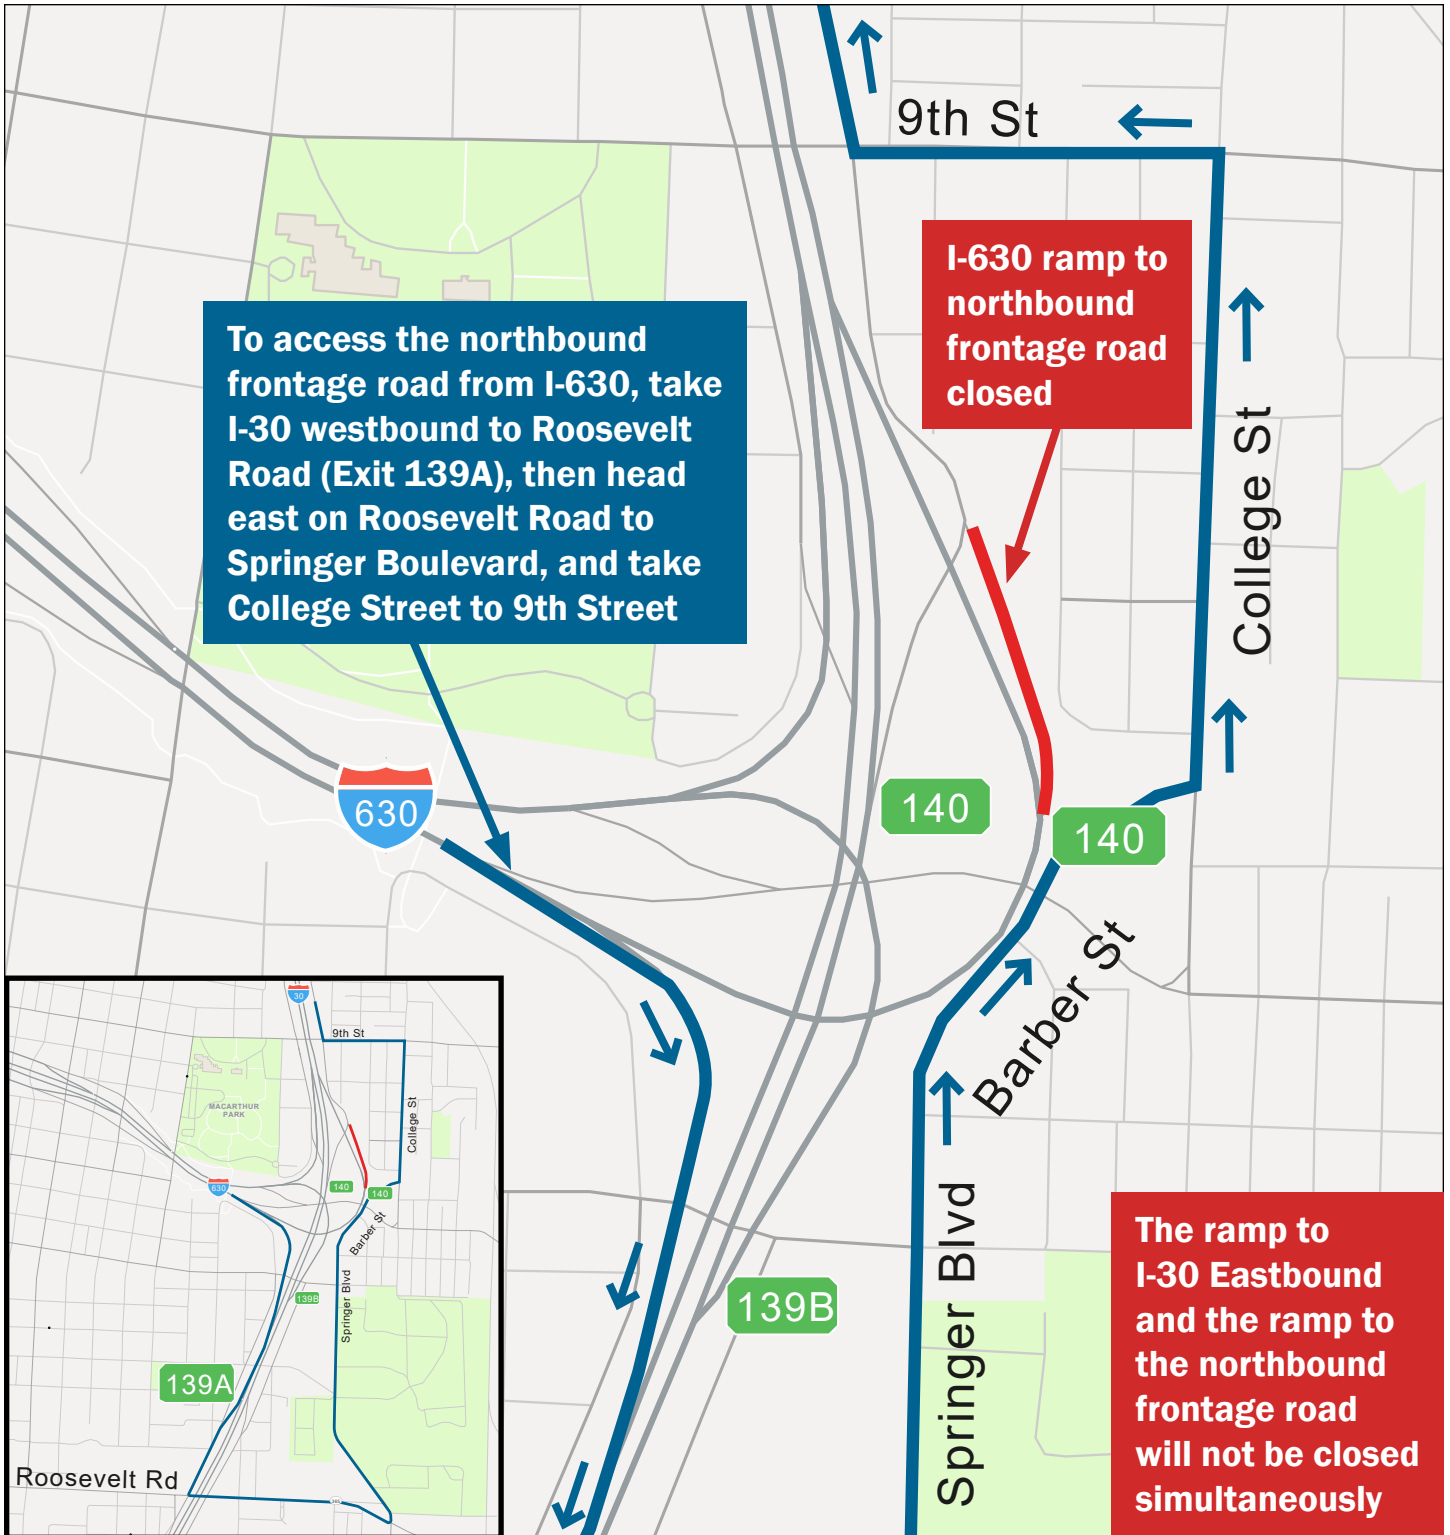 9th St
I-630 ramp to
northbound
frontage road
closed
To access the northbound
frontage road from I-630, take
I-30 westbound to Roosevelt
Road (Exit 139A), then head
east on Roosevelt Road to
Springer Boulevard, and take
College Street to 9th Street
College St
630
140
140
Barber St
Springer Blvd
139B
The ramp to
I-30 Eastbound
and the ramp to
the northbound
frontage road
will not be closed
simultaneously
30
9th St
MACARTHUR
PARK
College St
630
140
140
Barber St
139B
Springer Blvd
139A
Roosevelt Rd